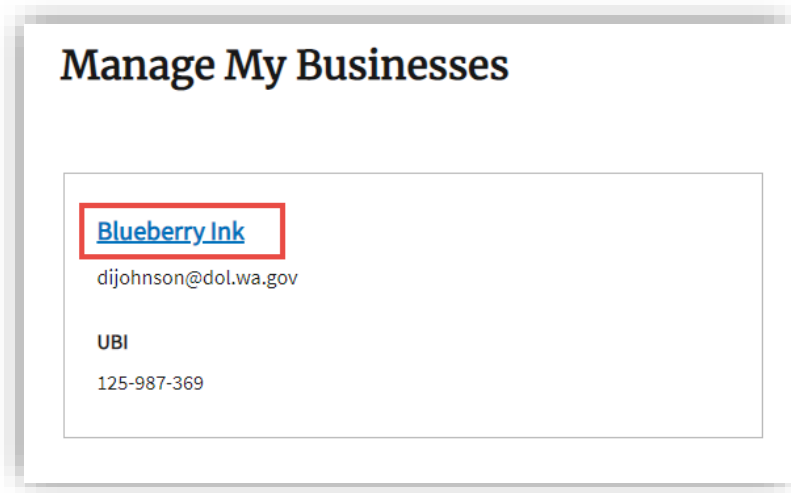 Manage My Businesses
Blueberry Ink
dijohnson@dol.wa.gov
UBI
125-987-369